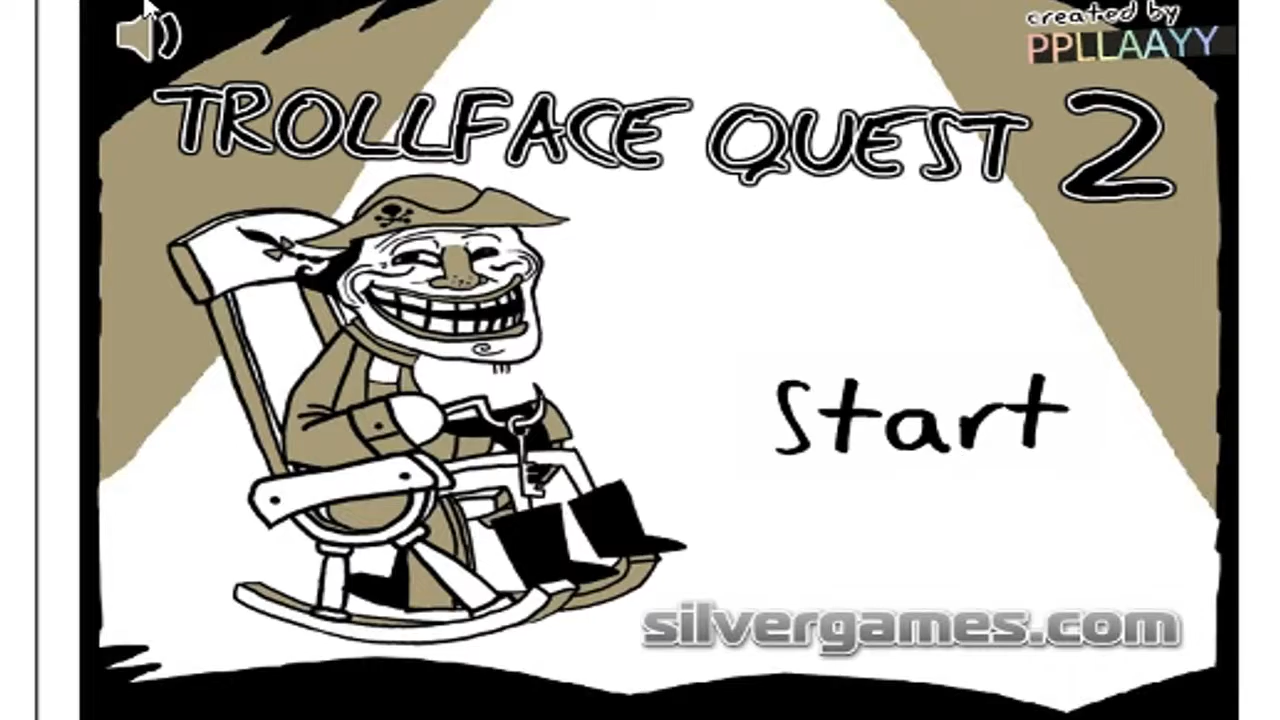 created by
PPLLAAYY
TROLLFACE QUEST 2
Start
silvergames.com